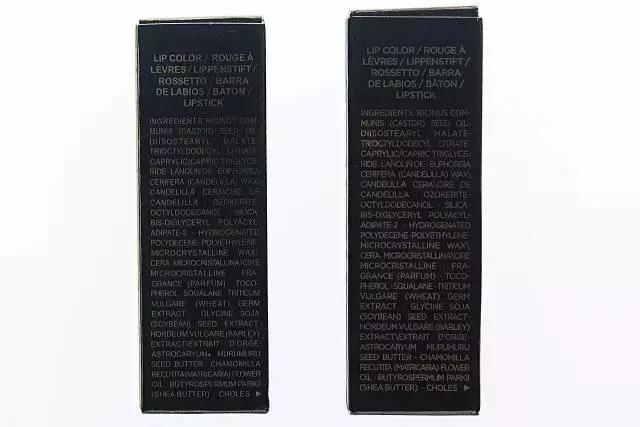 LIP COLOR / ROUGE À
LÈVRES / LIPPENSTIFT /
ROSSETTO / BARRA
DE LABIOS / BÂTON /
LIPSTICK
INGREDIENTS: RICINUS COM-
MUNIS (CASTOR) SEED OIL·
DIISOSTEARYL MALATE·
TRIOCTYLDODECYL CITRATE
CAPRYLIC/CAPRIC TRIGLYCE-
RIDE LANOLIN OIL EUPHORBIA
CERIFERA (CANDELILLA) WAX\
CANDELILLA CERA\CIRE DE
CANDELILLA · OZOKERITE·
OCTYLDODECANOL · SILICA·
BIS-DIGLYCERYL POLYACYL-
ADIPATE-2 · HYDROGENATED
POLYDECENE·POLYETHYLENE·
MICROCRYSTALLINE WAX\
CERA MICROCRISTALLINA\CIRE
MICROCRISTALLINE · FRA-
GRANCE (PARFUM) · TOCO-
PHEROL · SQUALANE · TRITICUM
VULGARE (WHEAT) GERM
EXTRACT · GLYCINE SOJA
(SOYBEAN) SEED EXTRACT·
HORDEUM VULGARE (BARLEY)
EXTRACT\EXTRAIT D'ORGE·
ASTROCARYUM· MURUMURU
SEED BUTTER · CHAMOMILLA
RECUTITA (MATRICARIA) FLOWER
OIL · BUTYROSPERMUM PARKII
(SHEA BUTTER) · CHOLES ►
LIP COLOR / ROUGE À
LÈVRES / LIPPENSTIFT /
ROSSETTO / BARRA
DE LABIOS / BÂTON /
LIPSTICK
INGREDIENTS: RICINUS COM-
MUNIS (CASTOR) SEED OIL·
DIISOSTEARYL MALATE·
TRIOCTYLDODECYL CITRATE·
CAPRYLIC/CAPRIC TRIGLYCE-
RIDE · LANOLIN OIL · EUPHORBIA
CERIFERA (CANDELILLA) WAX\
CANDELILLA CERA\CIRE DE
CANDELILLA · OZOKERITE·
OCTYLDODECANOL · SILICA·
BIS-DIGLYCERYL POLYACYL-
ADIPATE-2 · HYDROGENATED
POLYDECENE·POLYETHYLENE·
MICROCRYSTALLINE WAX\
CERA MICROCRISTALLINA\CIRE
MICROCRISTALLINE · FRA-
GRANCE (PARFUM) · TOCO-
PHEROL · SQUALANE · TRITICUM
VULGARE (WHEAT) GERM
EXTRACT · GLYCINE SOJA
(SOYBEAN) SEED EXTRACT·
HORDEUM VULGARE (BARLEY)
EXTRACT\EXTRAIT D'ORGE·
ASTROCARYUM MURUMURU
SEED BUTTER · CHAMOMILLA
RECUTITA (MATRICARIA) FLOWER
OIL · BUTYROSPERMUM PARKII
(SHEA BUTTER) · CHOLES ►